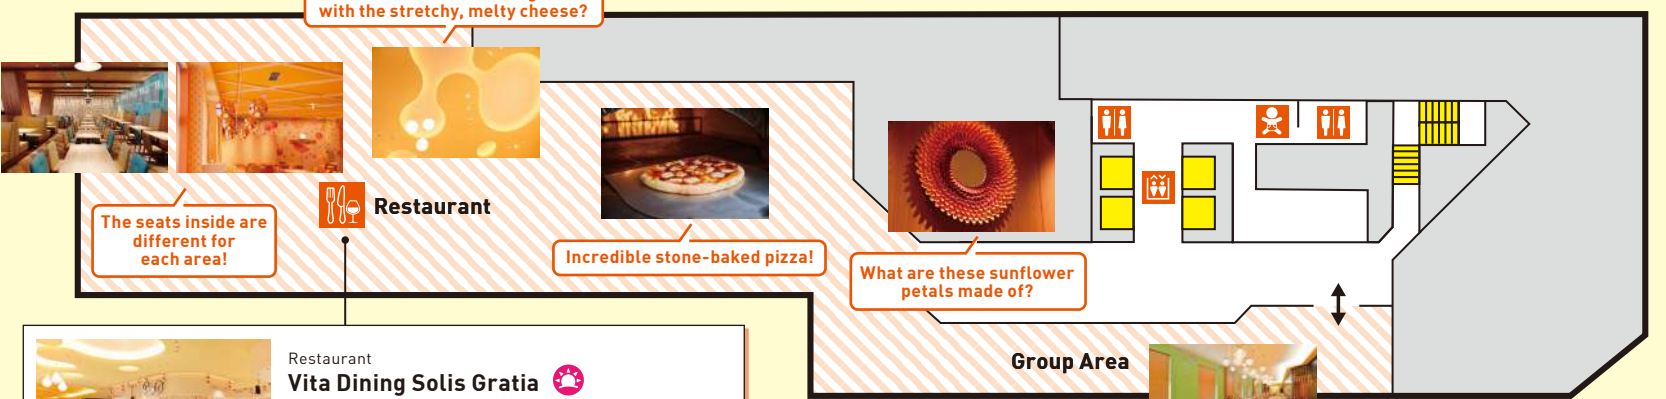 with the stretchy, melty cheese?
The seats inside are
different for
each area!
Restaurant
Incredible stone-baked pizza!
What are these sunflower
petals made of?
Group Area
Restaurant
Vita Dining Solis Gratia